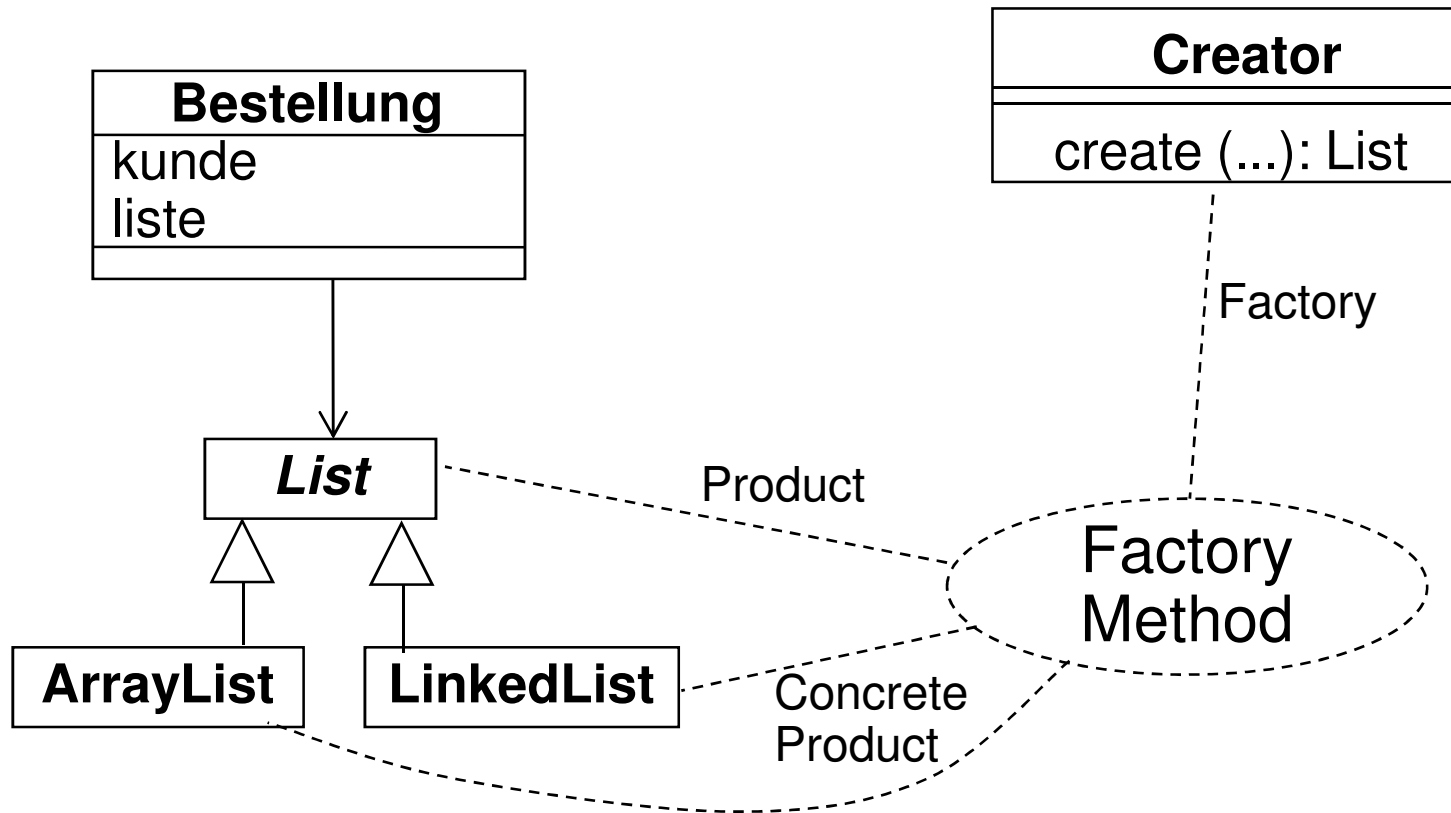 Creator
create (...): List
Bestellung
kunde
liste
Factory
List
Product
Factory
Method
ArrayList
LinkedList
Concrete
Product